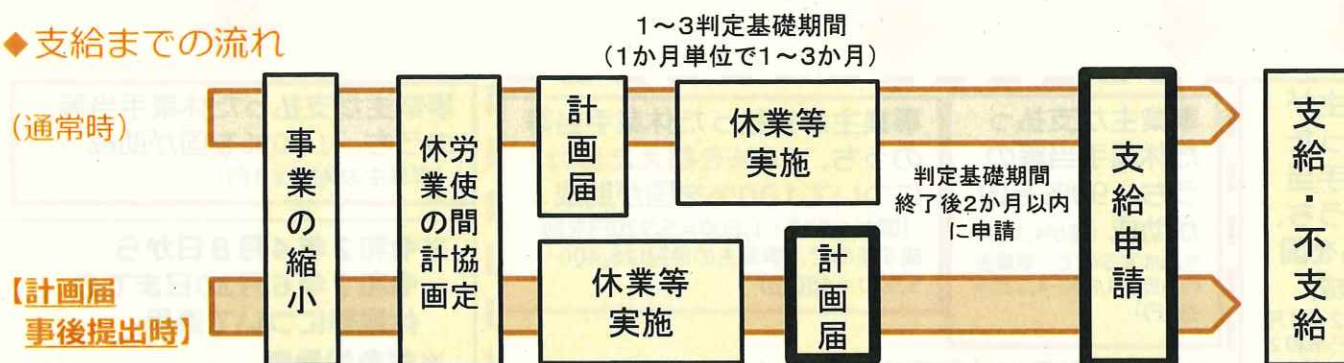 ◆支給までの流れ
1～3判定基礎期間
（1か月単位で1～3か月）
（通常時）
事業の縮小
労使間協定
休業の計画
計画届
休業等
実施
判定基礎期間
終了後2か月以内
に申請
支給申請
支給・不支給
【計画届
事後提出時】
休業等
実施
計画届